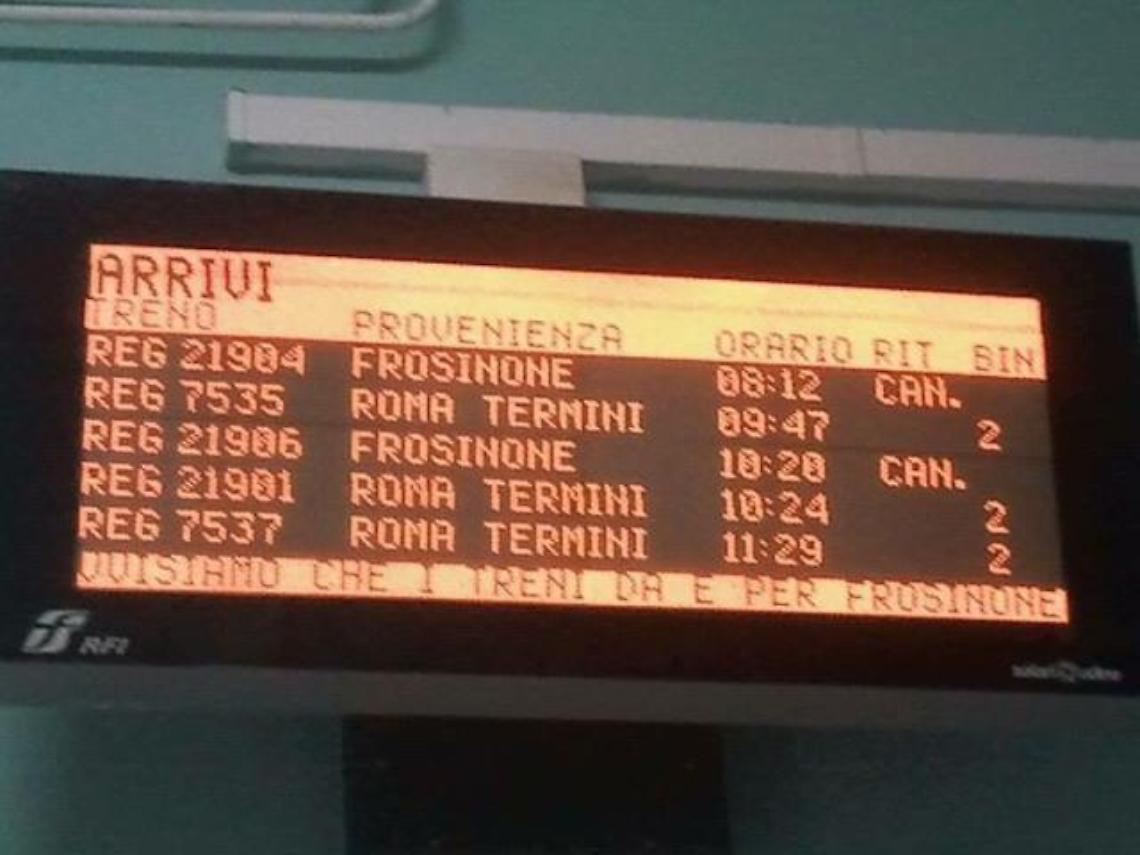 ARRIVI
TRENO PROVENIENZA ORARIO RIT BIN
REG 21904 FROSINONE 08:12 CAN.
REG 7535 ROMA TERMINI 09:47 2
REG 21906 FROSINONE 10:20 CAN.
REG 21901 ROMA TERMINI 10:24 2
REG 7537 ROMA TERMINI 11:29 2
VVISIAMO CHE I TRENI DA E PER FROSINONE
RFI
solari udine